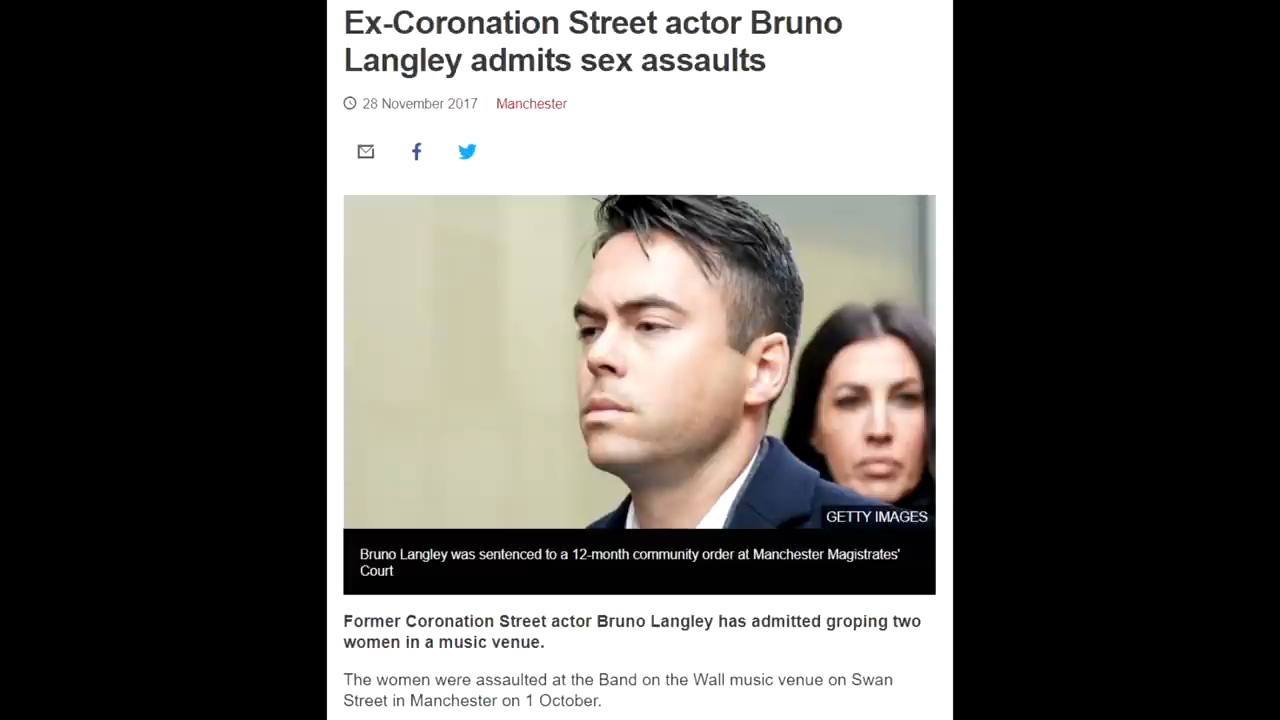 Ex-Coronation Street actor Bruno
Langley admits sex assaults
28 November 2017
Manchester
GETTY IMAGES
Bruno Langley was sentenced to a 12-month community order at Manchester Magistrates'
Court
Former Coronation Street actor Bruno Langley has admitted groping two
women in a music venue.
The women were assaulted at the Band on the Wall music venue on Swan
Street in Manchester on 1 October.